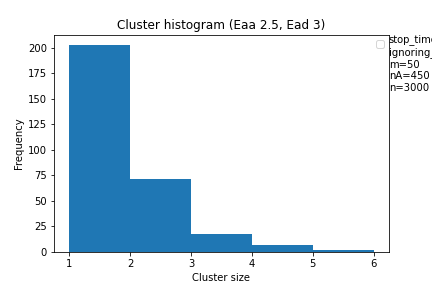 Cluster histogram (Eaa 2.5, Ead 3)
200
175
150
125
100
75
50
25
0
Frequency
1 2 3 4 5 6
Cluster size
stop_time
ignoring_
m=50
nA=450
n=3000